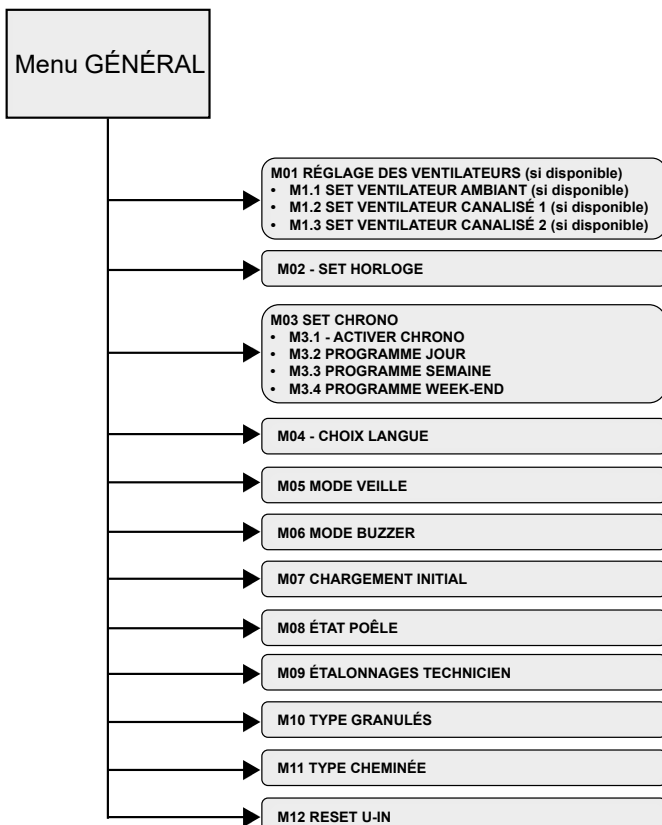 Menu GÉNÉRAL
M01 RÉGLAGE DES VENTILATEURS (si disponible)
• M1.1 SET VENTILATEUR AMBIANT (si disponible)
• M1.2 SET VENTILATEUR CANALISÉ 1 (si disponible)
• M1.3 SET VENTILATEUR CANALISÉ 2 (si disponible)
M02 - SET HORLOGE
M03 SET CHRONO
• M3.1 - ACTIVER CHRONO
• M3.2 PROGRAMME JOUR
• M3.3 PROGRAMME SEMAINE
• M3.4 PROGRAMME WEEK-END
M04 - CHOIX LANGUE
M05 MODE VEILLE
M06 MODE BUZZER
M07 CHARGEMENT INITIAL
M08 ÉTAT POÊLE
M09 ÉTALONNAGES TECHNICIEN
M10 TYPE GRANULÉS
M11 TYPE CHEMINÉE
M12 RESET U-IN